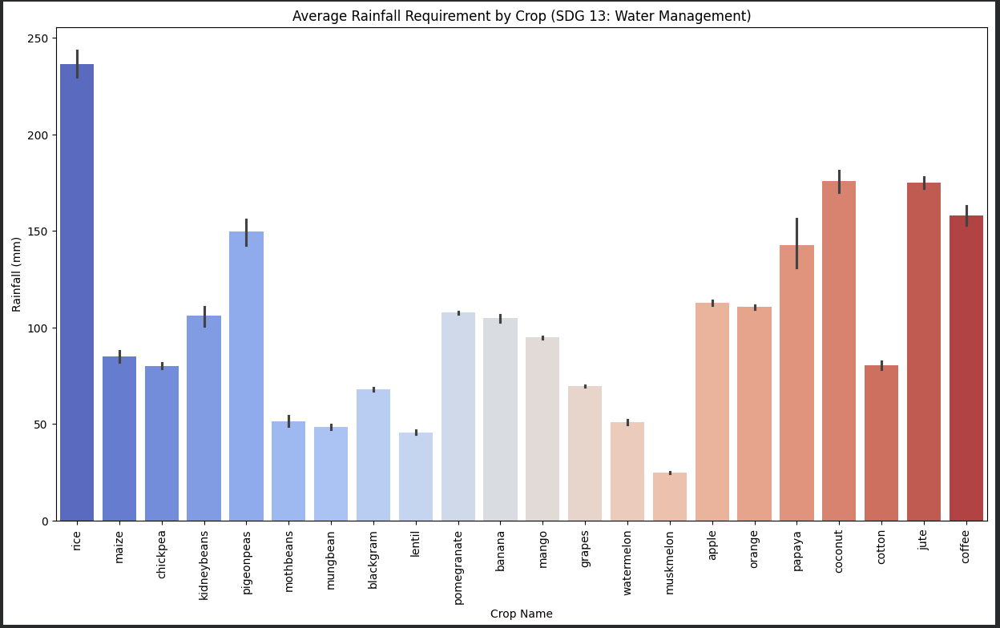 Average Rainfall Requirement by Crop (SDG 13: Water Management)
Rainfall (mm)
250
200
150
100
50
0
rice
maize
chickpea
kidneybeans
pigeonpeas
mothbeans
mungbean
blackgram
lentil
pomegranate
banana
mango
grapes
watermelon
muskmelon
apple
orange
papaya
coconut
cotton
jute
coffee
Crop Name